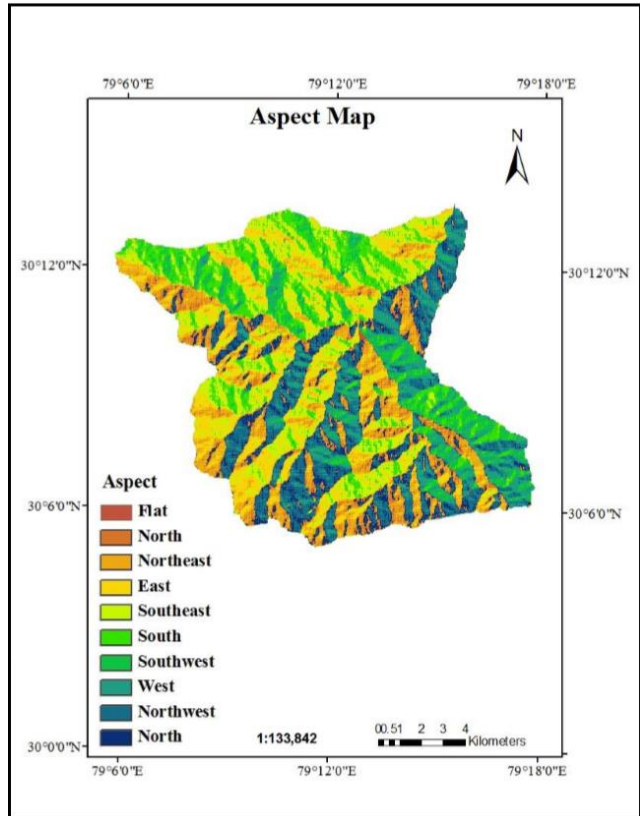 79°6'0"E 79°12'0"E 79°18'0"E
Aspect Map
N
30°12'0"N 30°12'0"N
Aspect
Flat
30°6'0"N 30°6'0"N
North
Northeast
East
Southeast
South
Southwest
West
Northwest
North
1:133,842
00.51 2 3 4
Kilometers
30°0'0"N
79°6'0"E 79°12'0"E 79°18'0"E